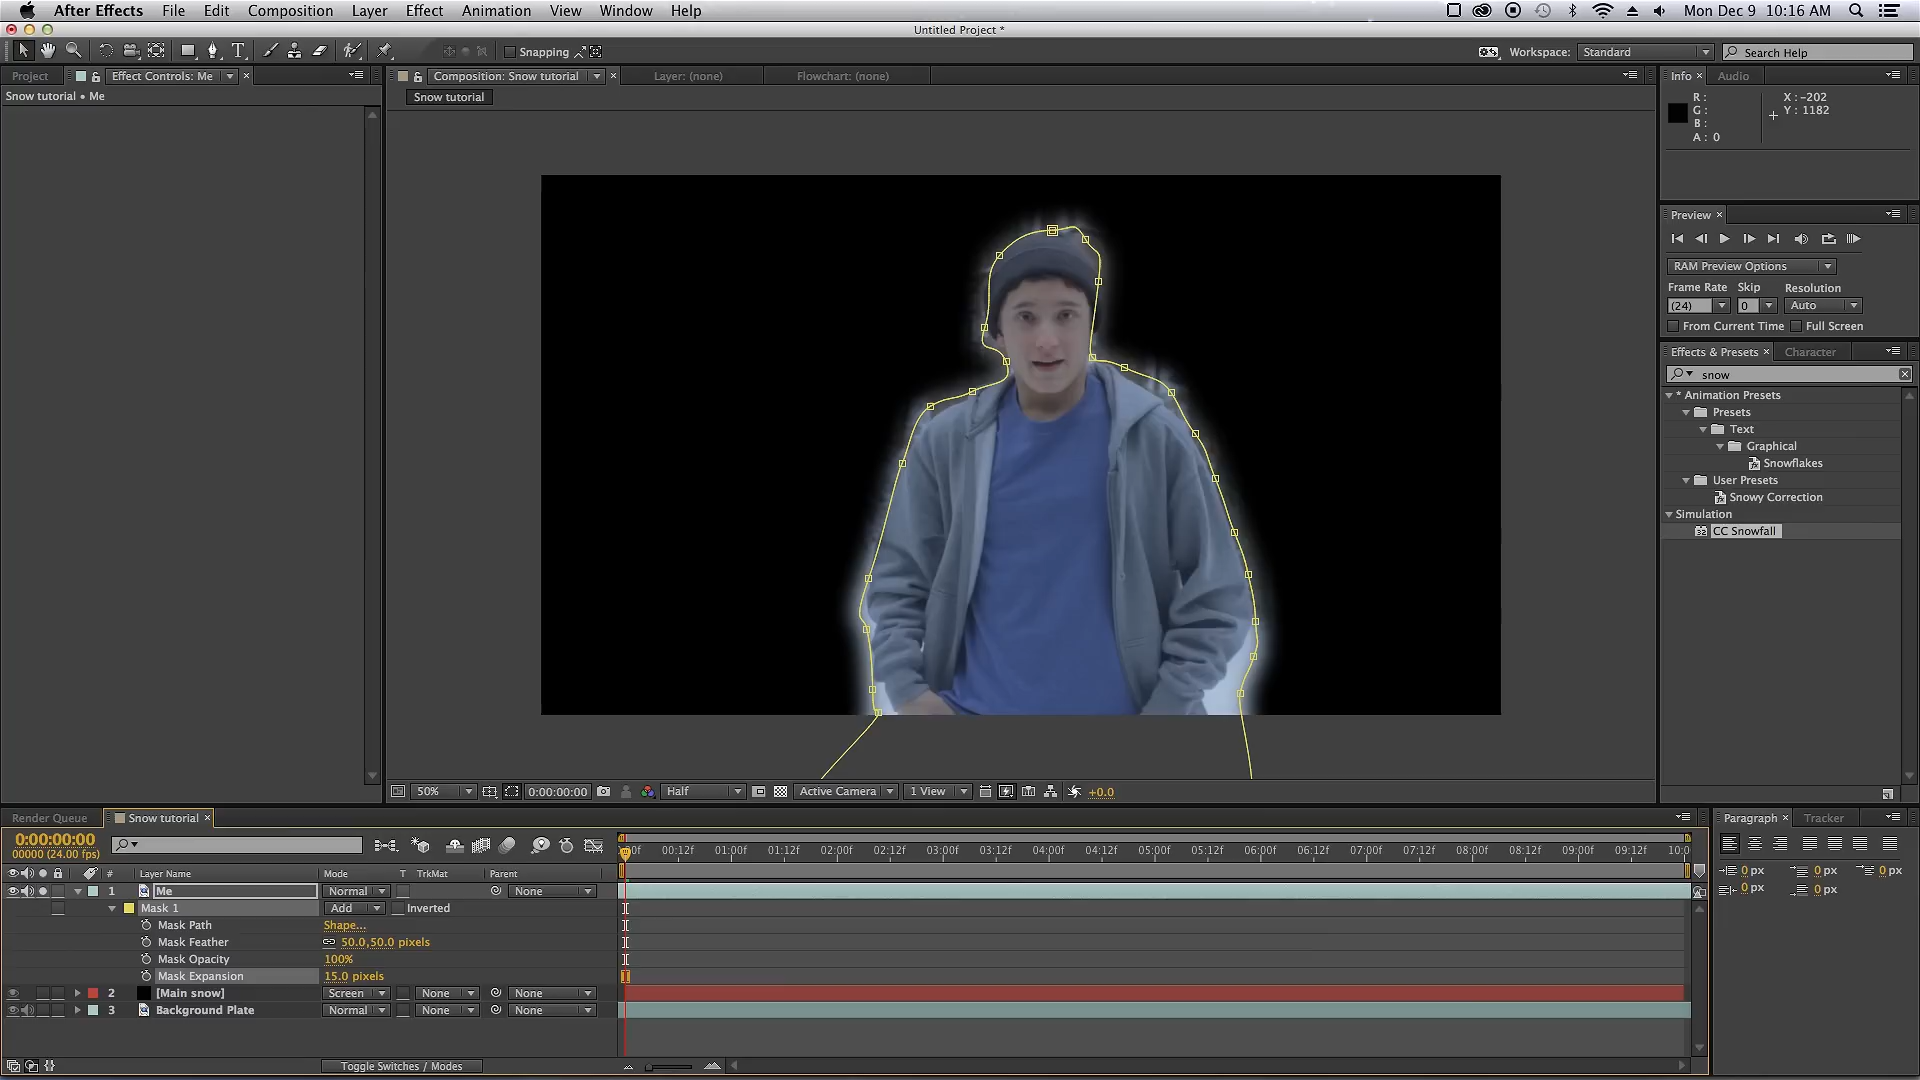 After Effects File Edit Composition Layer Effect Animation View Window Help Mon Dec 9 10:16 AM
Untitled Project *
Snapping Workspace: Standard Search Help
Project Effect Controls: Me Composition: Snow tutorial Layer: (none) Flowchart: (none) Info Audio
Snow tutorial • Me
Snow tutorial
R:
G:
B:
A: 0
X: -202
Y: 1182
Preview
RAM Preview Options
Frame Rate Skip Resolution
(24) 0 Auto
From Current Time Full Screen
Effects & Presets Character
snow
* Animation Presets
Presets
Text
Graphical
Snowflakes
User Presets
Snowy Correction
Simulation
32 CC Snowfall
50% 0:00:00:00 Half Active Camera 1 View +0.0
Render Queue Snow tutorial Paragraph Tracker
0:00:00:00
00000 (24.00 fps)
0f 00:12f 01:00f 01:12f 02:00f 02:12f 03:00f 03:12f 04:00f 04:12f 05:00f 05:12f 06:00f 06:12f 07:00f 07:12f 08:00f 08:12f 09:00f 09:12f 10:0
# Layer Name Mode T TrkMat Parent
0 px 0 px 0 px
0 px 0 px
1 Me Normal None
Mask 1 Add Inverted
Mask Path Shape...
Mask Feather 50.0,50.0 pixels
Mask Opacity 100%
Mask Expansion 15.0 pixels
2 [Main snow] Screen None None
3 Background Plate Normal None None
Toggle Switches / Modes